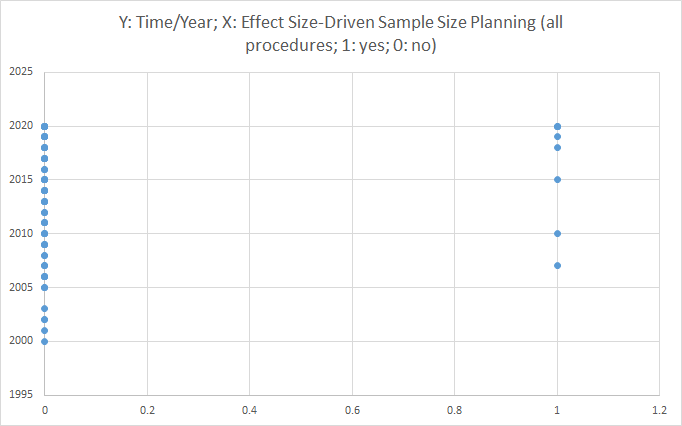 Y: Time/Year; X: Effect Size-Driven Sample Size Planning (all
procedures; 1: yes; 0: no)
2025
2020
2015
2010
2005
2000
1995
0 0.2 0.4 0.6 0.8 1 1.2